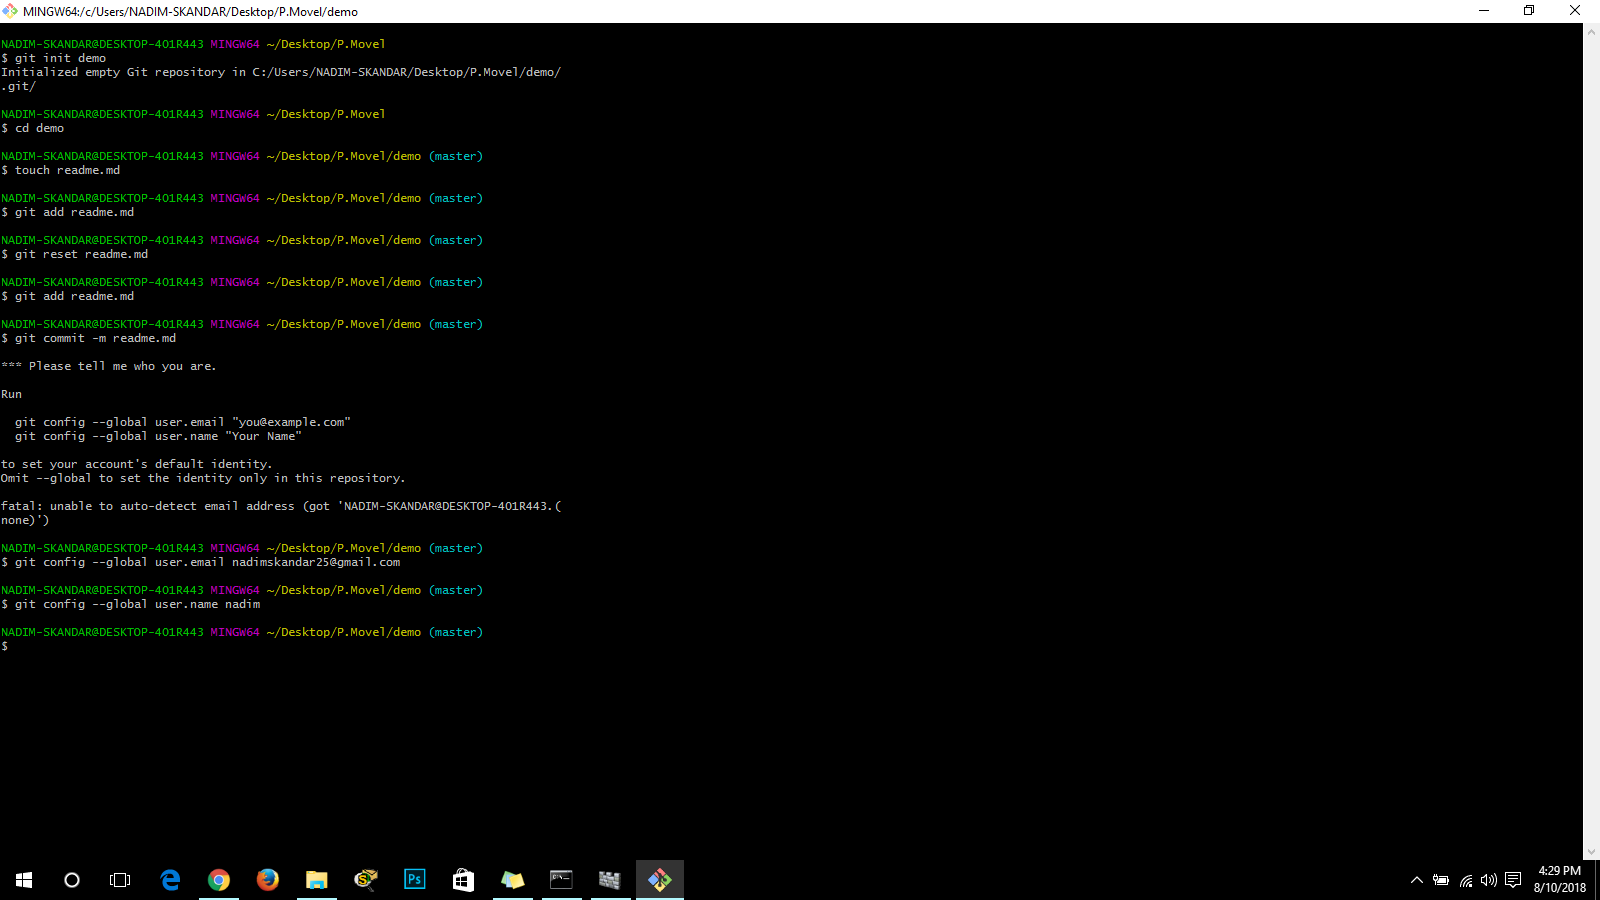 MINGW64:/c/Users/NADIM-SKANDAR/Desktop/P.Movel/demo
NADIM-SKANDAR@DESKTOP-401R443 MINGW64 ~/Desktop/P.Movel
$ git init demo
Initialized empty Git repository in C:/Users/NADIM-SKANDAR/Desktop/P.Movel/demo/
.git/
NADIM-SKANDAR@DESKTOP-401R443 MINGW64 ~/Desktop/P.Movel
$ cd demo
NADIM-SKANDAR@DESKTOP-401R443 MINGW64 ~/Desktop/P.Movel/demo (master)
$ touch readme.md
NADIM-SKANDAR@DESKTOP-401R443 MINGW64 ~/Desktop/P.Movel/demo (master)
$ git add readme.md
NADIM-SKANDAR@DESKTOP-401R443 MINGW64 ~/Desktop/P.Movel/demo (master)
$ git reset readme.md
NADIM-SKANDAR@DESKTOP-401R443 MINGW64 ~/Desktop/P.Movel/demo (master)
$ git add readme.md
NADIM-SKANDAR@DESKTOP-401R443 MINGW64 ~/Desktop/P.Movel/demo (master)
$ git commit -m readme.md
*** Please tell me who you are.
Run
git config --global user.email "you@example.com"
git config --global user.name "Your Name"
to set your account's default identity.
Omit --global to set the identity only in this repository.
fatal: unable to auto-detect email address (got 'NADIM-SKANDAR@DESKTOP-401R443.(
none)')
NADIM-SKANDAR@DESKTOP-401R443 MINGW64 ~/Desktop/P.Movel/demo (master)
$ git config --global user.email nadimskandar25@gmail.com
NADIM-SKANDAR@DESKTOP-401R443 MINGW64 ~/Desktop/P.Movel/demo (master)
$ git config --global user.name nadim
NADIM-SKANDAR@DESKTOP-401R443 MINGW64 ~/Desktop/P.Movel/demo (master)
$
Ps
4:29 PM
8/10/2018